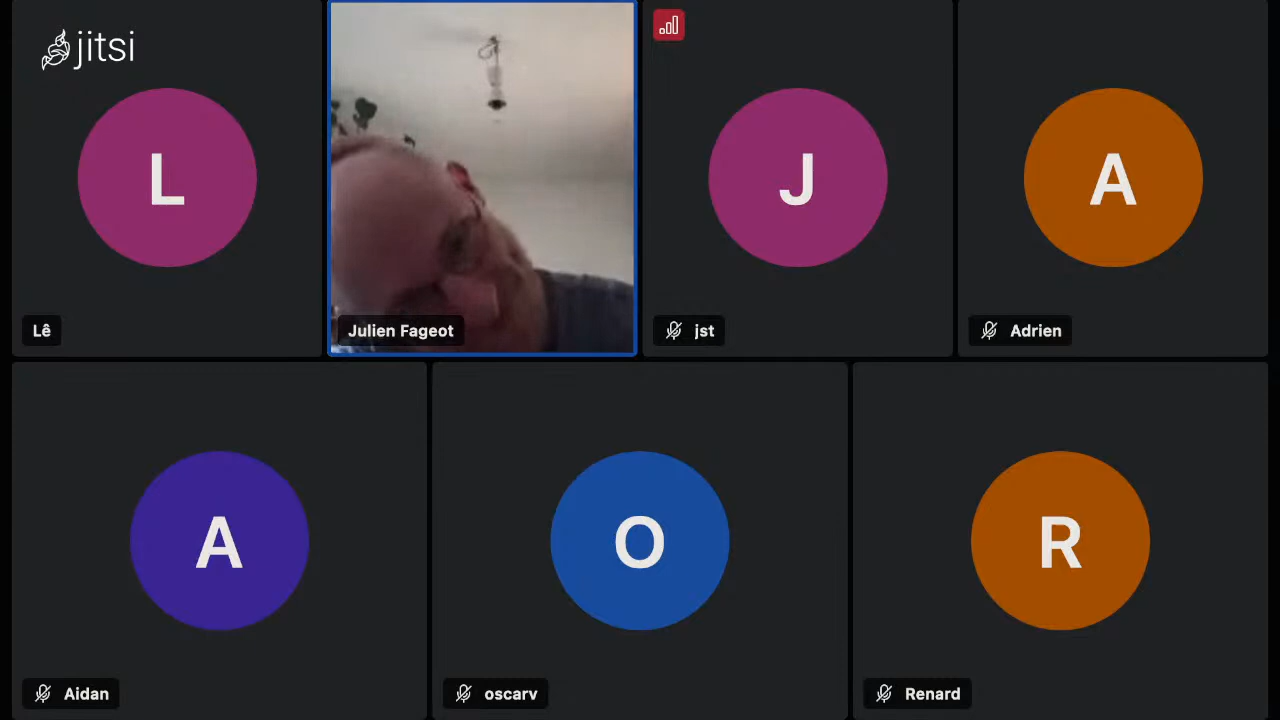 jitsi
L
J
A
Lê
Julien Fageot
jst
Adrien
A
O
R
Aidan
oscarv
Renard